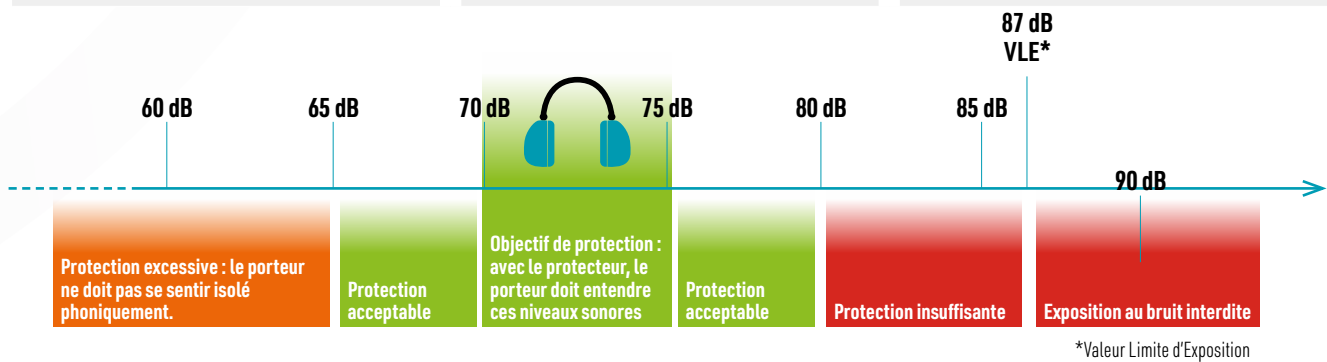 87 dB
VLE*
60 dB
65 dB
70 dB
75 dB
80 dB
85 dB
90 dB
Protection excessive : le porteur
ne doit pas se sentir isolé
phoniquement.
Protection
acceptable
Objectif de protection :
avec le protecteur, le
porteur doit entendre
ces niveaux sonores
Protection
acceptable
Protection insuffisante
Exposition au bruit interdite
*Valeur Limite d'Exposition